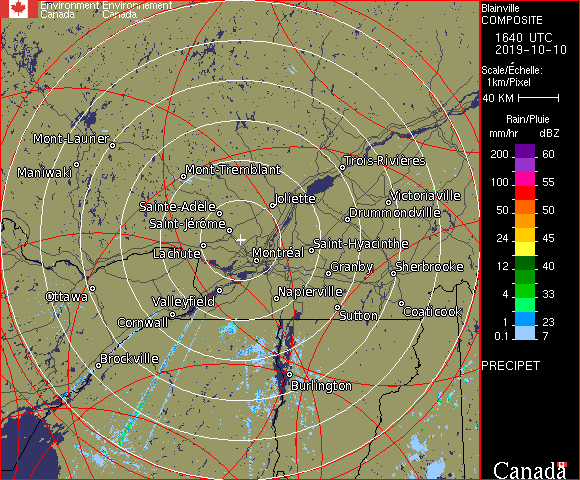 Environment Environnement
Canada Canada
Blainville
COMPOSITE
1640 UTC
2019-10-10
Scale/Échelle:
1km/Pixel
40 KM
Rain/Pluie
mm/hr dBZ
200 60
100 55
50 50
24 45
12 40
4 33
1 23
0.1 7
PRECIPET
Canada
Mont-Laurier
Maniwaki
Mont-Tremblant
Trois-Rivières
Joliette
Victoriaville
Sainte-Adele
Drummondville
Saint-Jérôme
Saint-Hyacinthe
Lachute
Montréal
Granby
Sherbrooke
Ottawa
Valleyfield
Napierville
Cornwall
Sutton
Coaticook
Brockville
Burlington